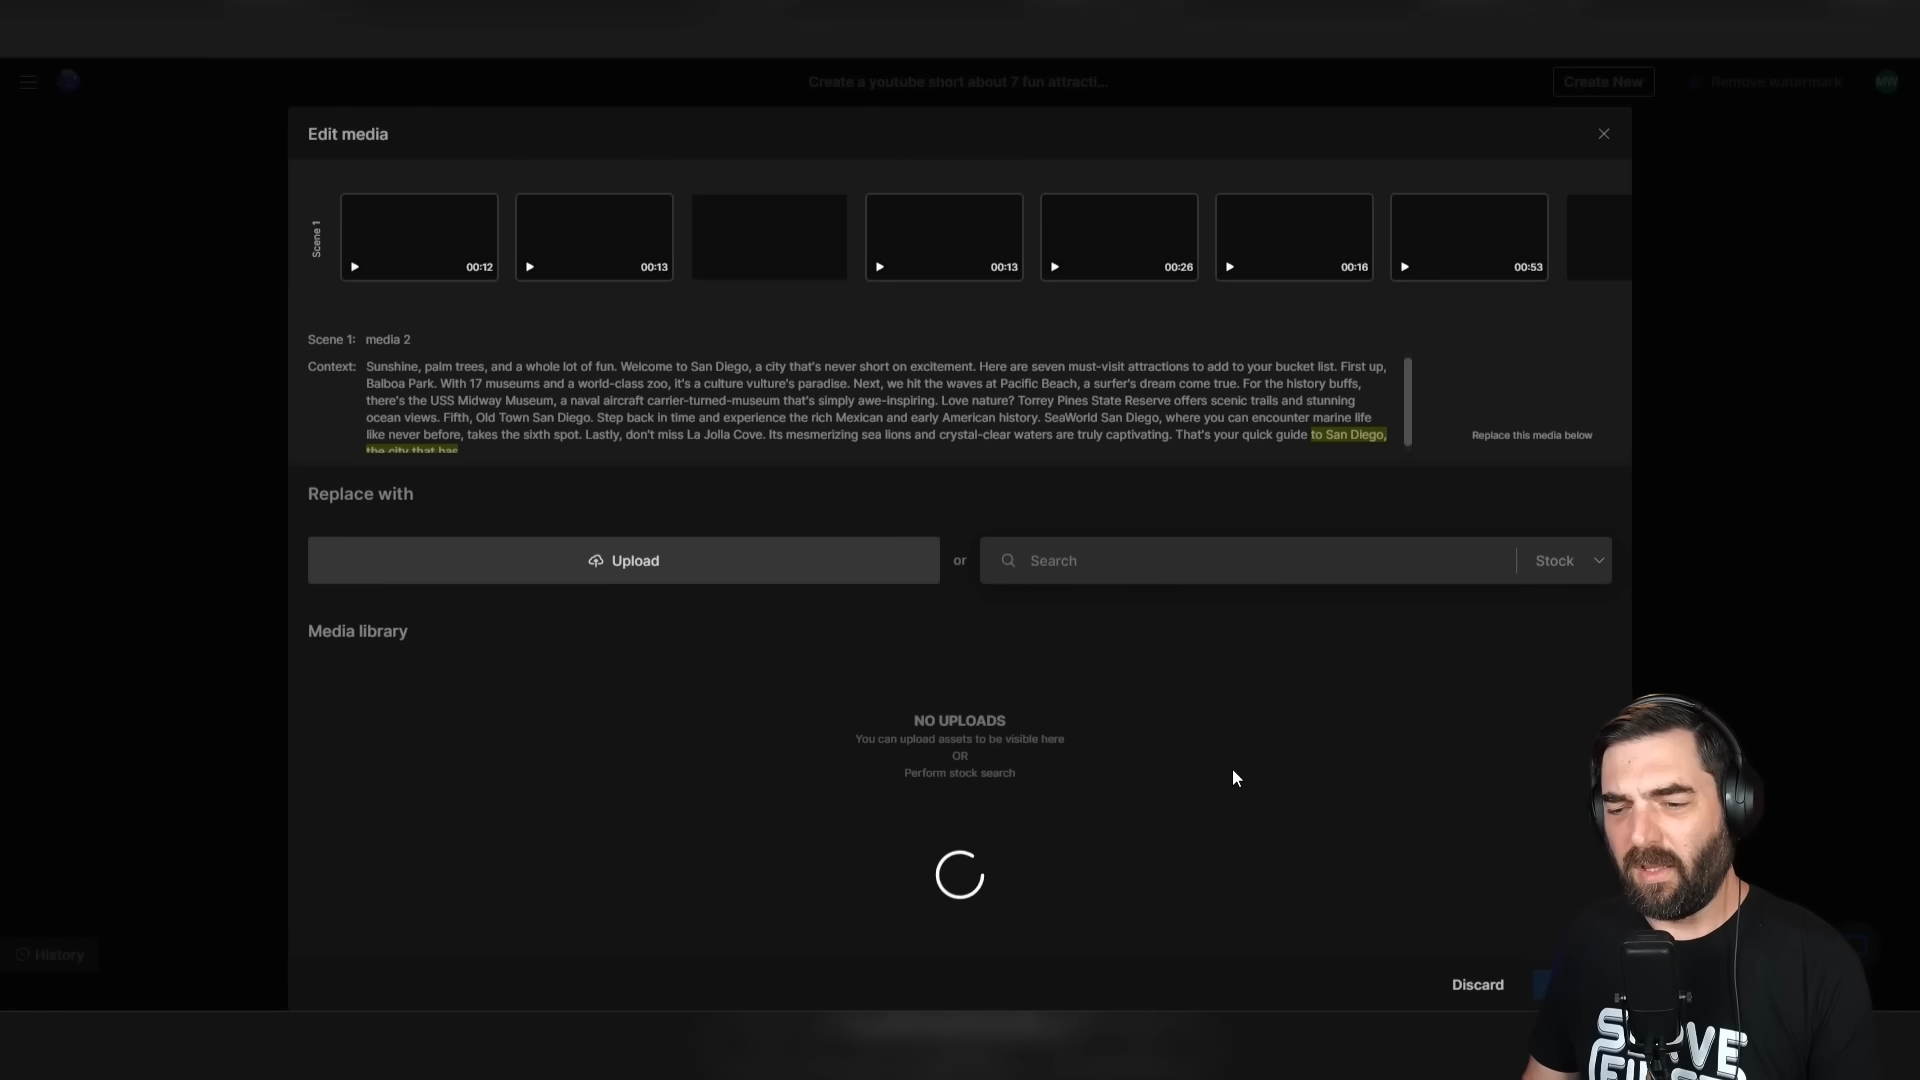 Create a youtube short about 7 fun attracti...
Create New
Remove watermark
MW
Edit media
Scene 1
00:12
00:13
00:13
00:26
00:16
00:53
Scene 1: media 2
Context: Sunshine, palm trees, and a whole lot of fun. Welcome to San Diego, a city that's never short on excitement. Here are seven must-visit attractions to add to your bucket list. First up,
Balboa Park. With 17 museums and a world-class zoo, it's a culture vulture's paradise. Next, we hit the waves at Pacific Beach, a surfer's dream come true. For the history buffs,
there's the USS Midway Museum, a naval aircraft carrier-turned-museum that's simply awe-inspiring. Love nature? Torrey Pines State Reserve offers scenic trails and stunning
ocean views. Fifth, Old Town San Diego. Step back in time and experience the rich Mexican and early American history. SeaWorld San Diego, where you can encounter marine life
like never before, takes the sixth spot. Lastly, don't miss La Jolla Cove. Its mesmerizing sea lions and crystal-clear waters are truly captivating. That's your quick guide to San Diego,
the city that has
Replace this media below
Replace with
Upload
or
Search
Stock
Media library
NO UPLOADS
You can upload assets to be visible here
OR
Perform stock search
History
Discard